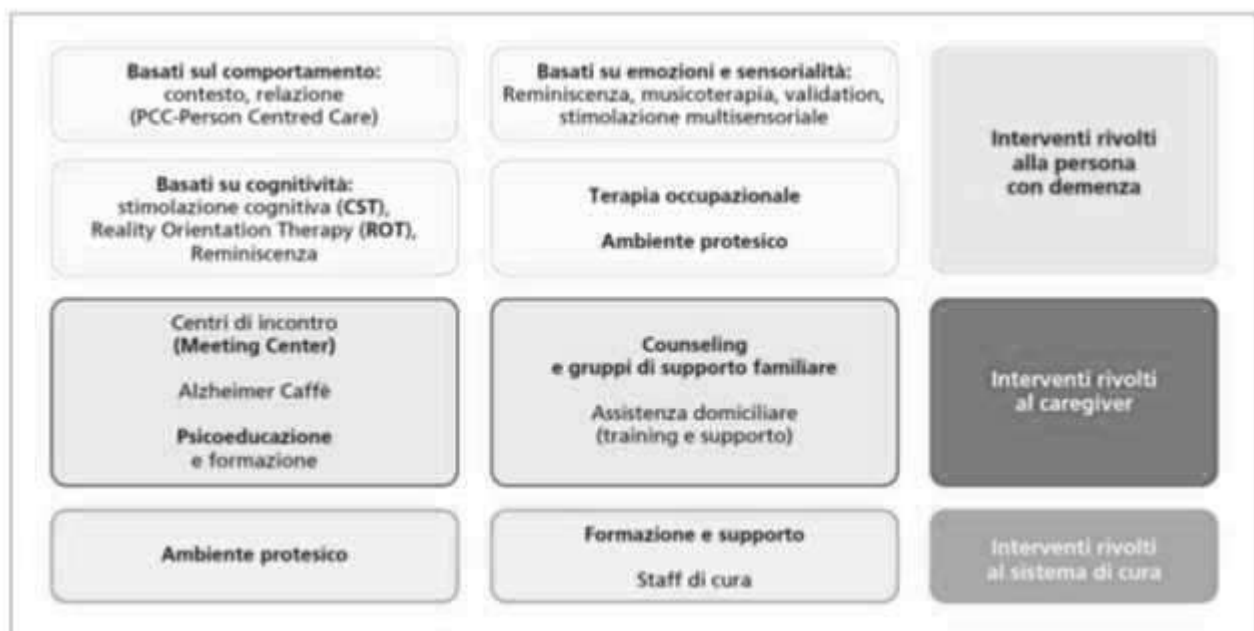 Basati sul comportamento:
contesto, relazione
(PCC-Person Centred Care)
Basati su emozioni e sensorialità:
Reminiscenza, musicoterapia, validation,
stimolazione multisensoriale
Basati su cognitività:
stimolazione cognitiva (CST),
Reality Orientation Therapy (ROT),
Reminiscenza
Terapia occupazionale
Ambiente protesico
Interventi rivolti
alla persona
con demenza
Centri di incontro
(Meeting Center)
Alzheimer Caffè
Psicoeducazione
e formazione
Counseling
e gruppi di supporto familiare
Assistenza domiciliare
(training e supporto)
Interventi rivolti
al caregiver
Ambiente protesico
Formazione e supporto
Staff di cura
Interventi rivolti
al sistema di cura